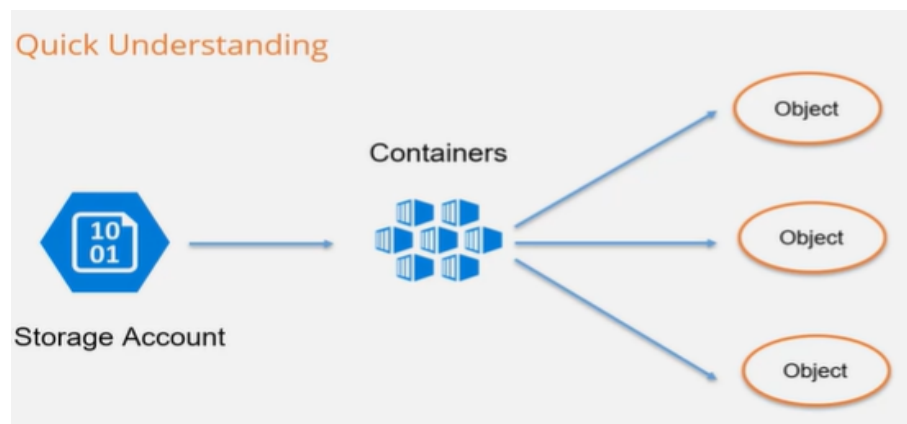 Quick Understanding
Object
Containers
10
01
Object
Storage Account
Object